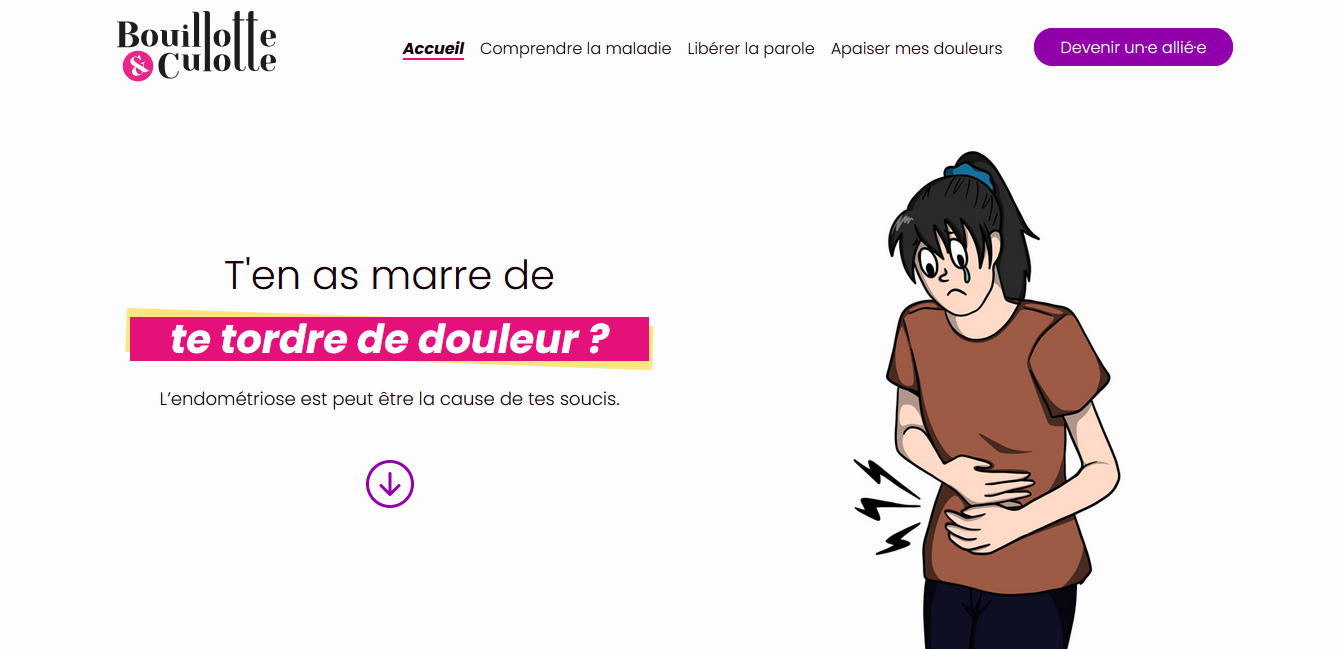 Bouillotte
& Culotte
Accueil Comprendre la maladie Libérer la parole Apaiser mes douleurs Devenir un·e allié·e
T'en as marre de
te tordre de douleur ?
L’endométriose est peut être la cause de tes soucis.